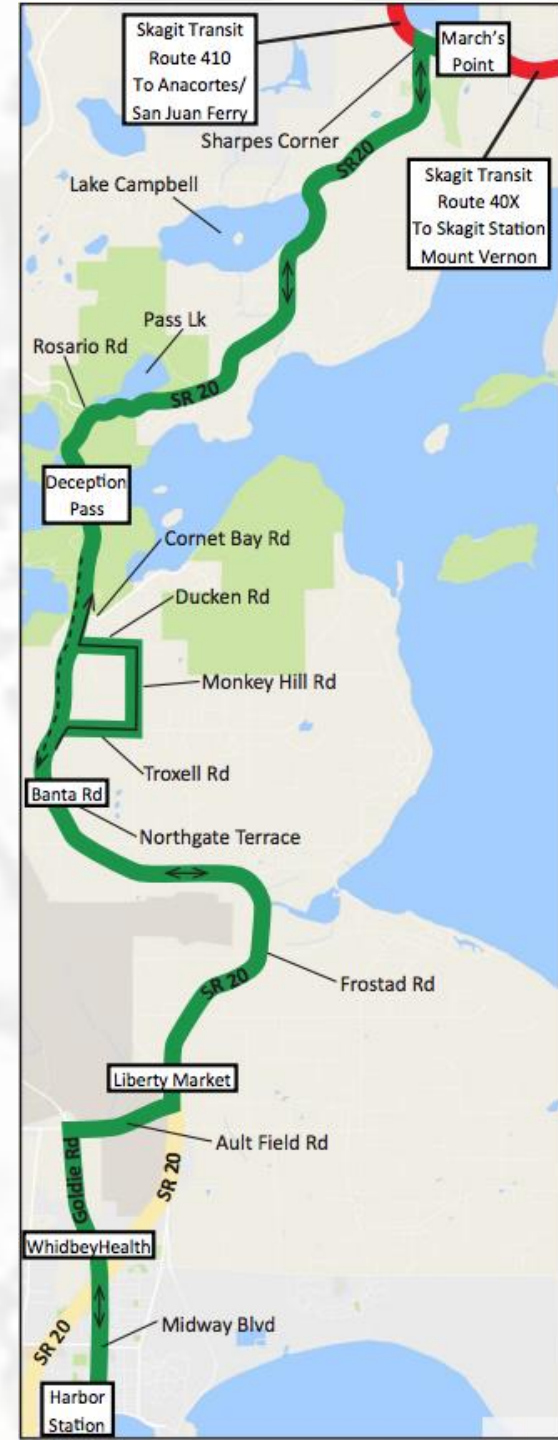 Skagit Transit
Route 410
To Anacortes/
San Juan Ferry
March's
Point
Sharpes Corner
SR20
Skagit Transit
Route 40X
To Skagit Station
Mount Vernon
Lake Campbell
Pass Lk
Rosario Rd
SR 20
Deception
Pass
Cornet Bay Rd
Ducken Rd
Monkey Hill Rd
Troxell Rd
Banta Rd
Northgate Terrace
SR 20
Frostad Rd
Liberty Market
Ault Field Rd
Goldie Rd
SR 20
WhidbeyHealth
Midway Blvd
SR 20
Harbor
Station